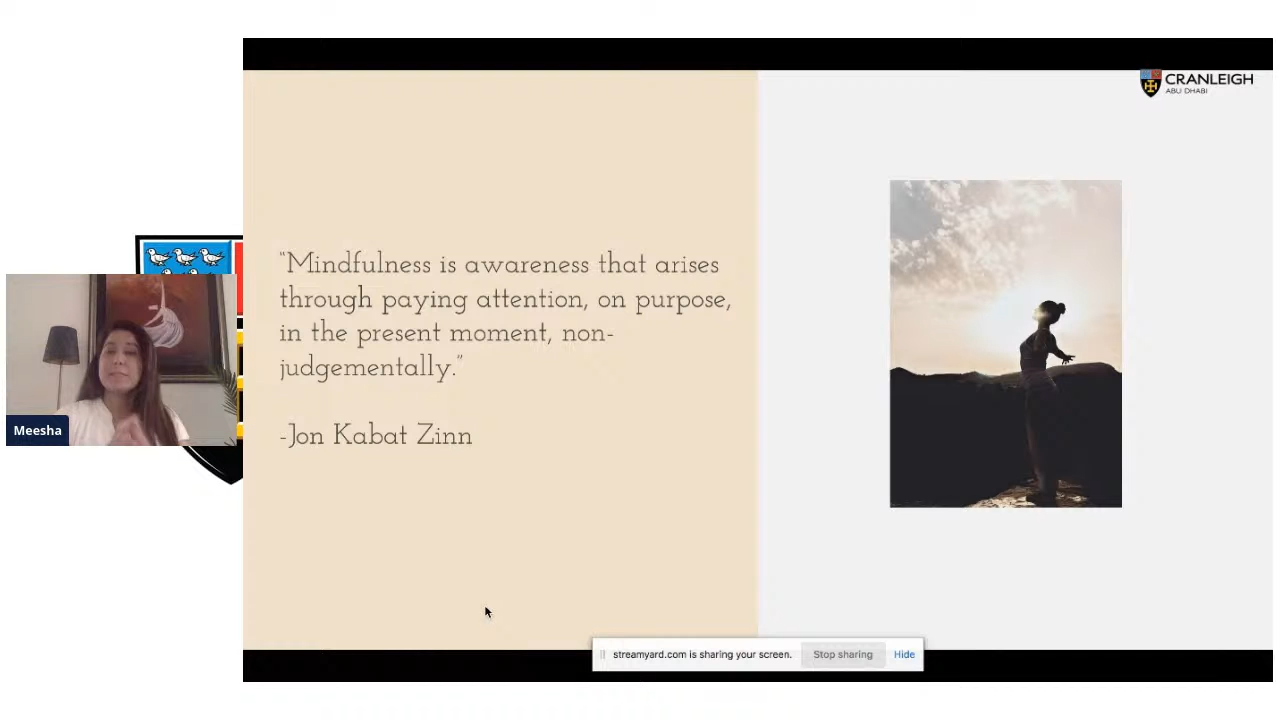 CRANLEIGH
ABU DHABI
“Mindfulness is awareness that arises
through paying attention, on purpose,
in the present moment, non-
judgementally.”
-Jon Kabat Zinn
Meesha
streamyard.com is sharing your screen.
Stop sharing
Hide